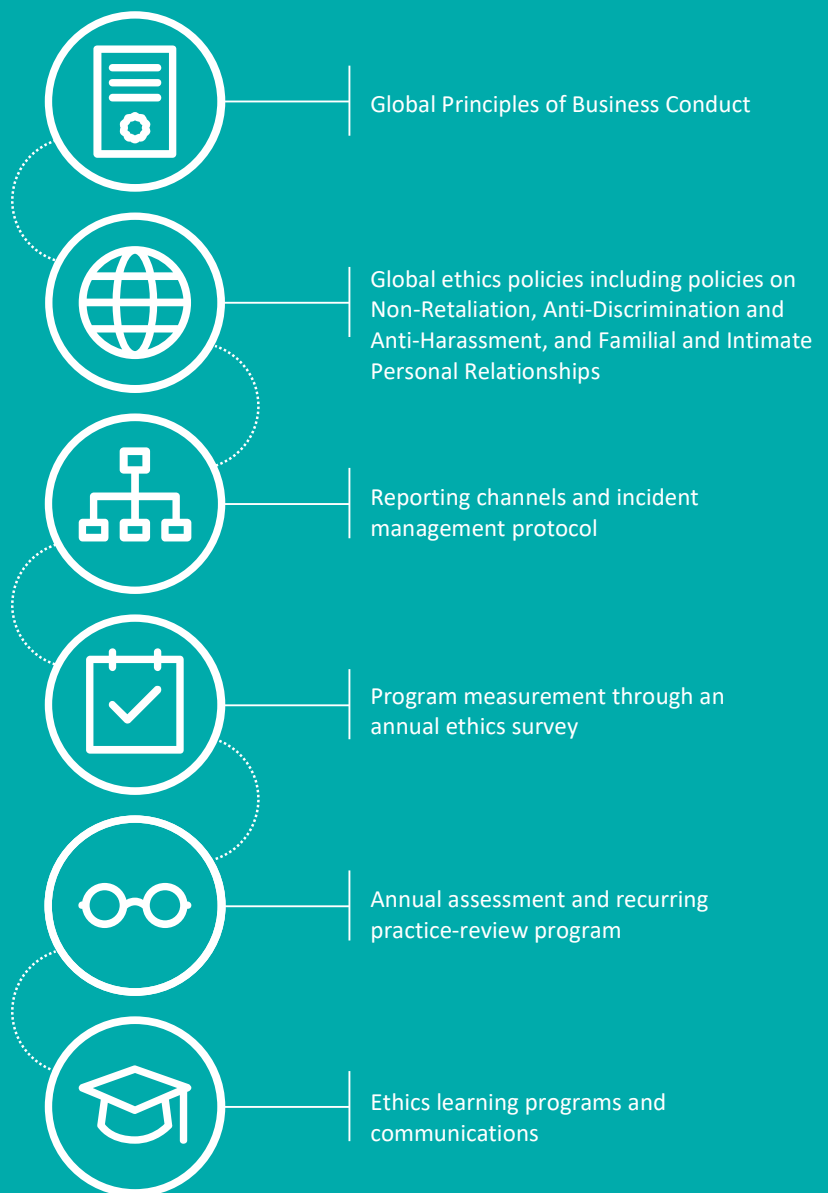 Global Principles of Business Conduct
Global ethics policies including policies on
Non-Retaliation, Anti-Discrimination and
Anti-Harassment, and Familial and Intimate
Personal Relationships
Reporting channels and incident
management protocol
Program measurement through an
annual ethics survey
Annual assessment and recurring
practice-review program
Ethics learning programs and
communications